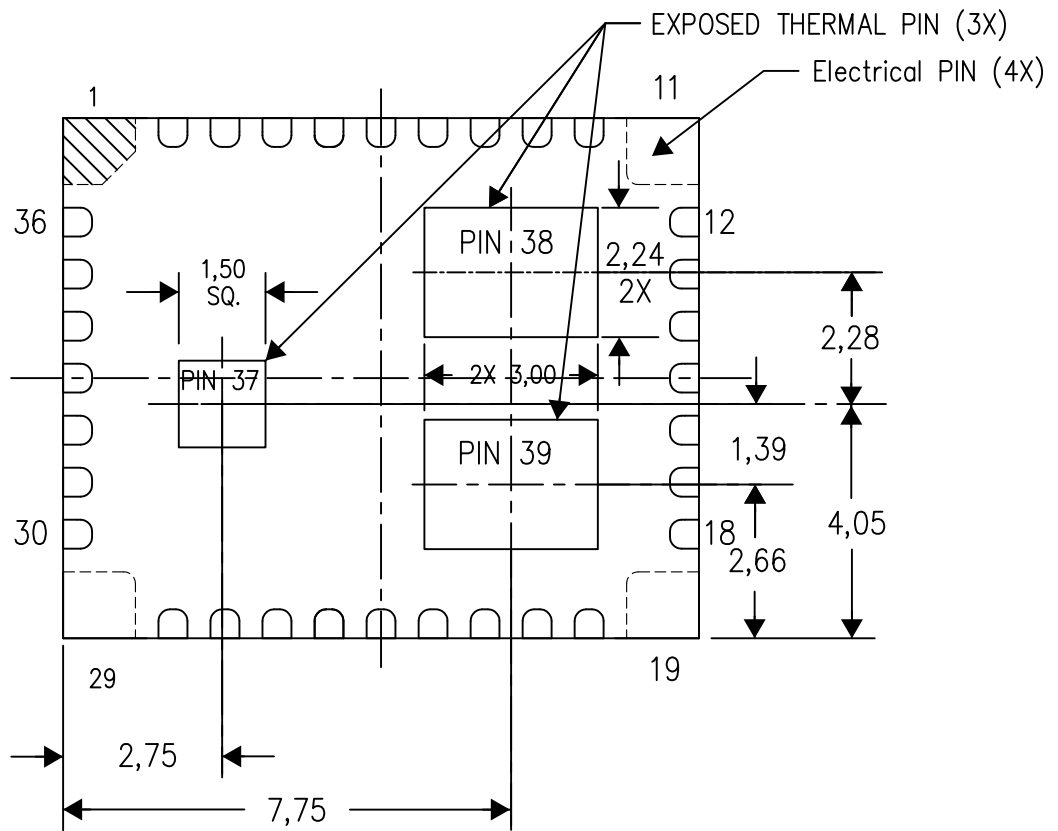 EXPOSED THERMAL PIN (3X)
Electrical PIN (4X)
1
11
36
12
PIN 38
2,24
2X
1,50
SQ.
2,28
PIN 37
2X 3,00
1,39
PIN 39
4,05
30
18
2,66
29
19
2,75
7,75